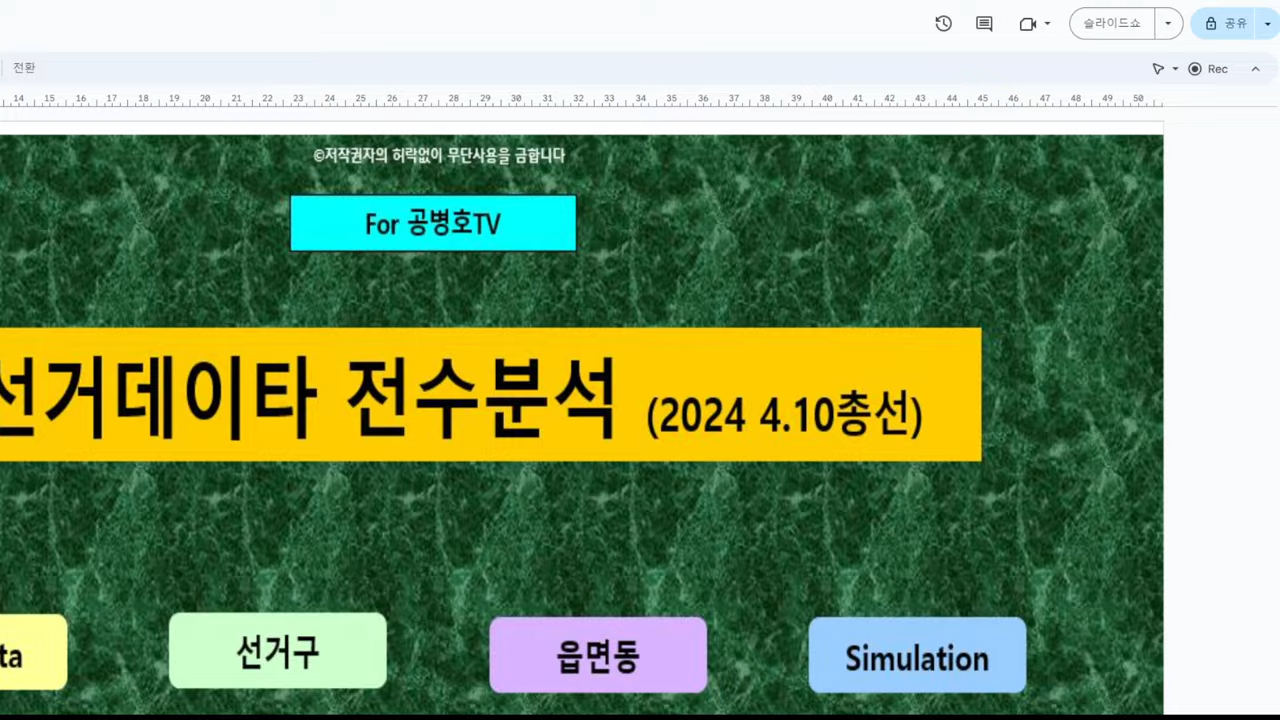 슬라이드쇼
공유
전환
Rec
14 15 16 17 18 19 20 21 22 23 24 25 26 27 28 29 30 31 32 33 34 35 36 37 38 39 40 41 42 43 44 45 46 47 48 49 50
©저작권자의 허락없이 무단사용을 금합니다
For 공병호TV
선거데이타 전수분석 (2024 4.10총선)
ta
선거구
읍면동
Simulation